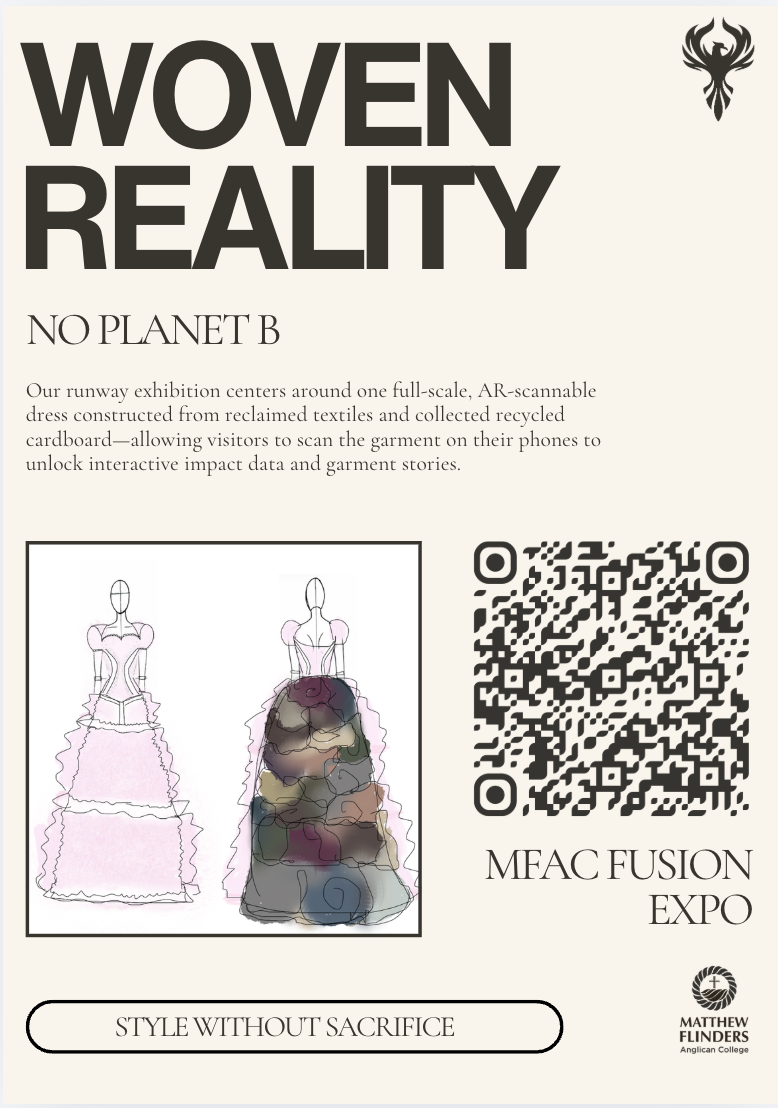 WOVEN
REALITY
NO PLANET B
Our runway exhibition centers around one full-scale, AR-scannable
dress constructed from reclaimed textiles and collected recycled
cardboard—allowing visitors to scan the garment on their phones to
unlock interactive impact data and garment stories.
MFAC FUSION
EXPO
STYLE WITHOUT SACRIFICE
MATTHEW
FLINDERS
Anglican College